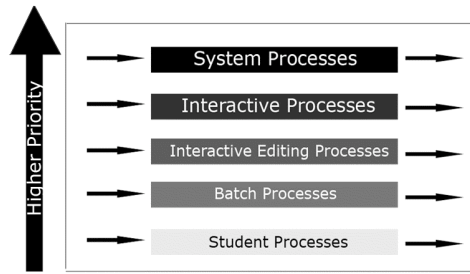 Higher Priority
System Processes
Interactive Processes
Interactive Editing Processes
Batch Processes
Student Processes